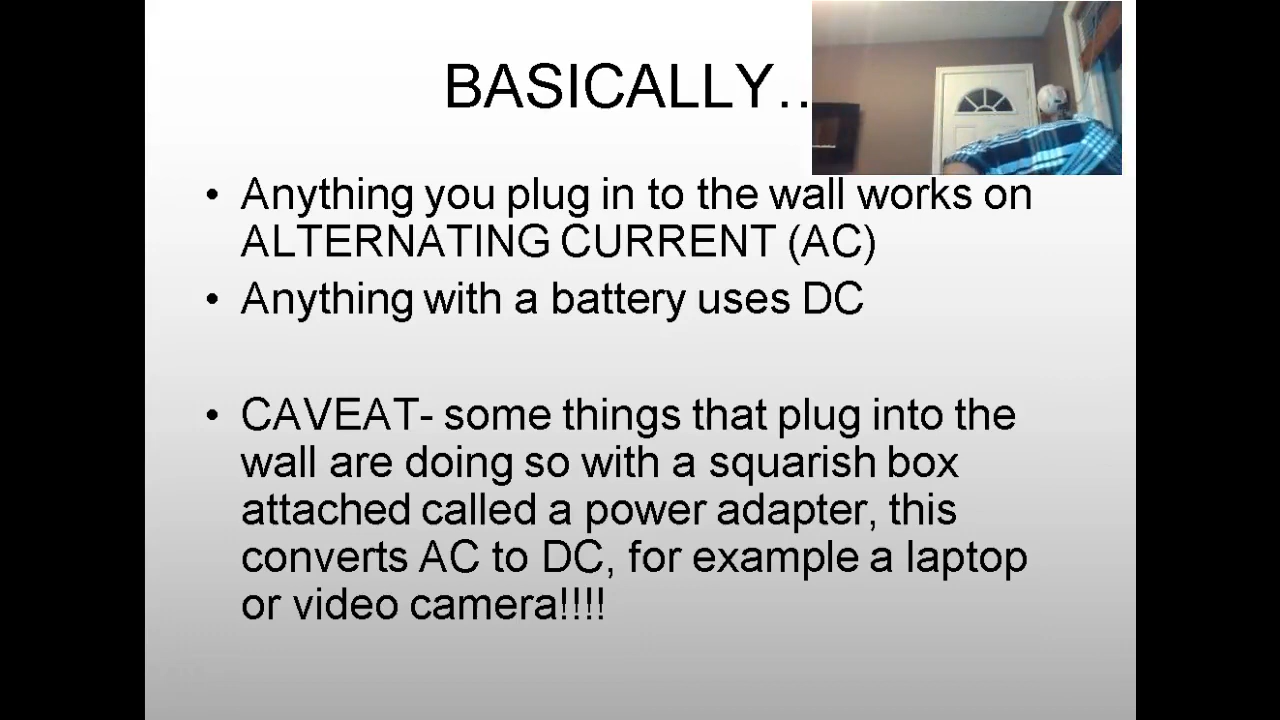 BASICALLY..
• Anything you plug in to the wall works on
ALTERNATING CURRENT (AC)
• Anything with a battery uses DC
• CAVEAT- some things that plug into the
wall are doing so with a squarish box
attached called a power adapter, this
converts AC to DC, for example a laptop
or video camera!!!!